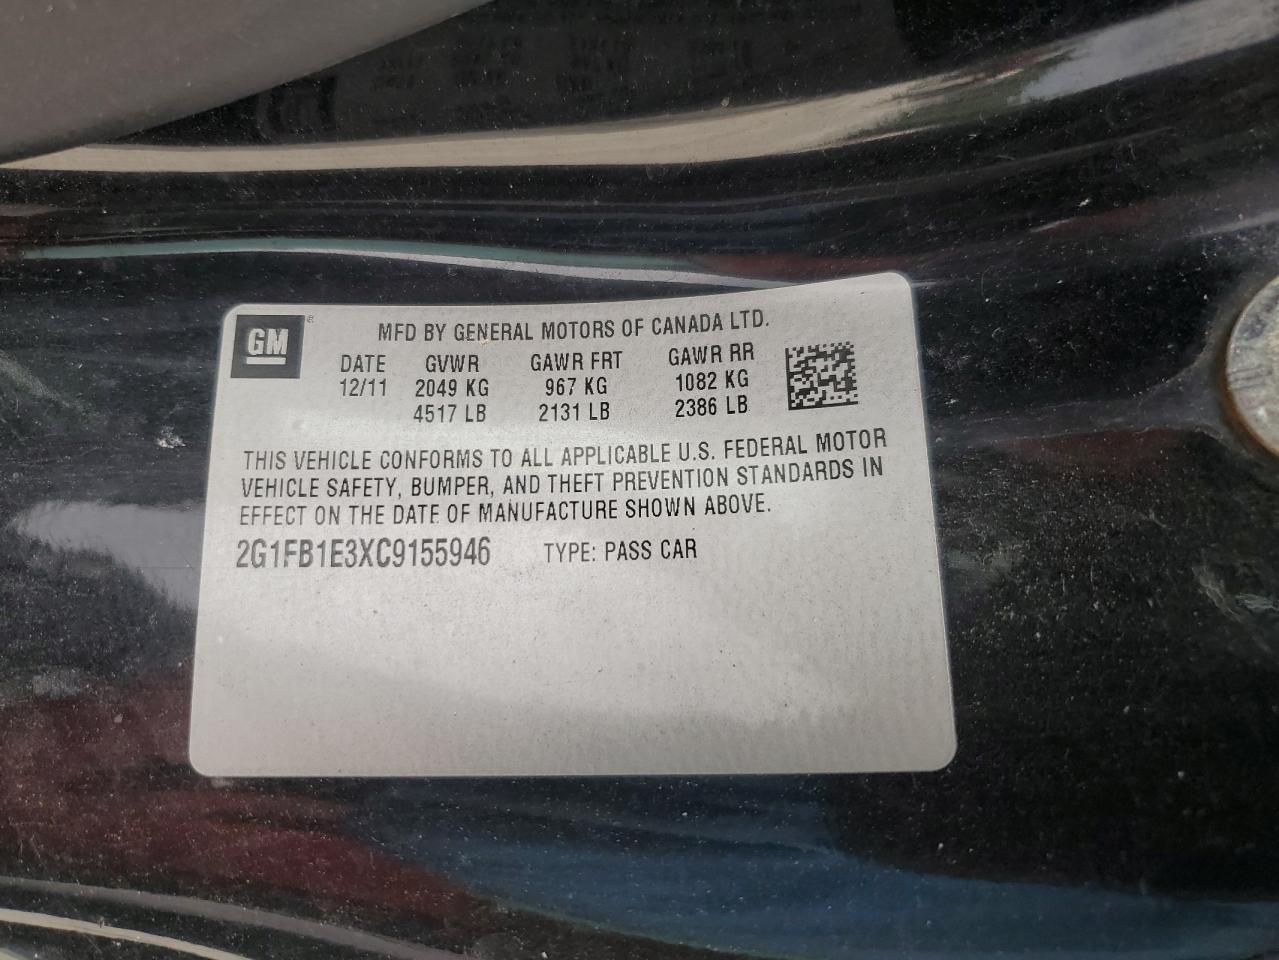 GM
®
MFD BY GENERAL MOTORS OF CANADA LTD.
DATE GVWR GAWR FRT GAWR RR
12/11 2049 KG 967 KG 1082 KG
4517 LB 2131 LB 2386 LB
THIS VEHICLE CONFORMS TO ALL APPLICABLE U.S. FEDERAL MOTOR
VEHICLE SAFETY, BUMPER, AND THEFT PREVENTION STANDARDS IN
EFFECT ON THE DATE OF MANUFACTURE SHOWN ABOVE.
2G1FB1E3XC9155946 TYPE: PASS CAR